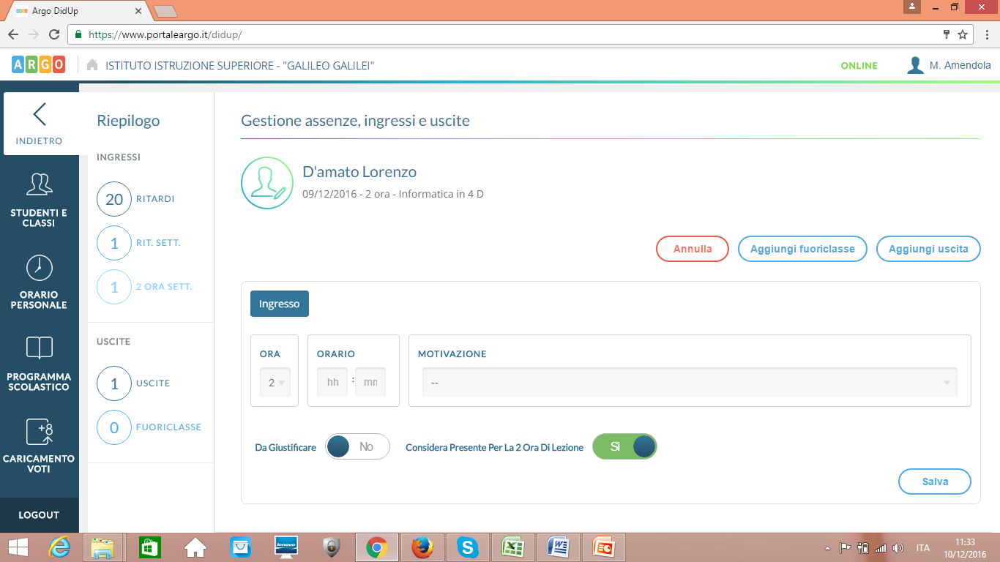 Argo DidUp
https://www.portaleargo.it/didup/
ARGO
ISTITUTO ISTRUZIONE SUPERIORE - "GALILEO GALILEI"
ONLINE
M. Amendola
INDIETRO
STUDENTI E
CLASSI
ORARIO
PERSONALE
PROGRAMMA
SCOLASTICO
+8
CARICAMENTO
VOTI
LOGOUT
Riepilogo
INGRESSI
20 RITARDI
1 RIT. SETT.
1 2 ORA SETT.
USCITE
1 USCITE
0 FUORICLASSE
Gestione assenze, ingressi e uscite
D'amato Lorenzo
09/12/2016 - 2 ora - Informatica in 4 D
Annulla
Aggiungi fuoriclasse
Aggiungi uscita
Ingresso
ORA
2
ORARIO
hh : mn
MOTIVAZIONE
--
Da Giustificare No
Considera Presente Per La 2 Ora Di Lezione Sì
Salva
lenovo
ITA
11:33
10/12/2016